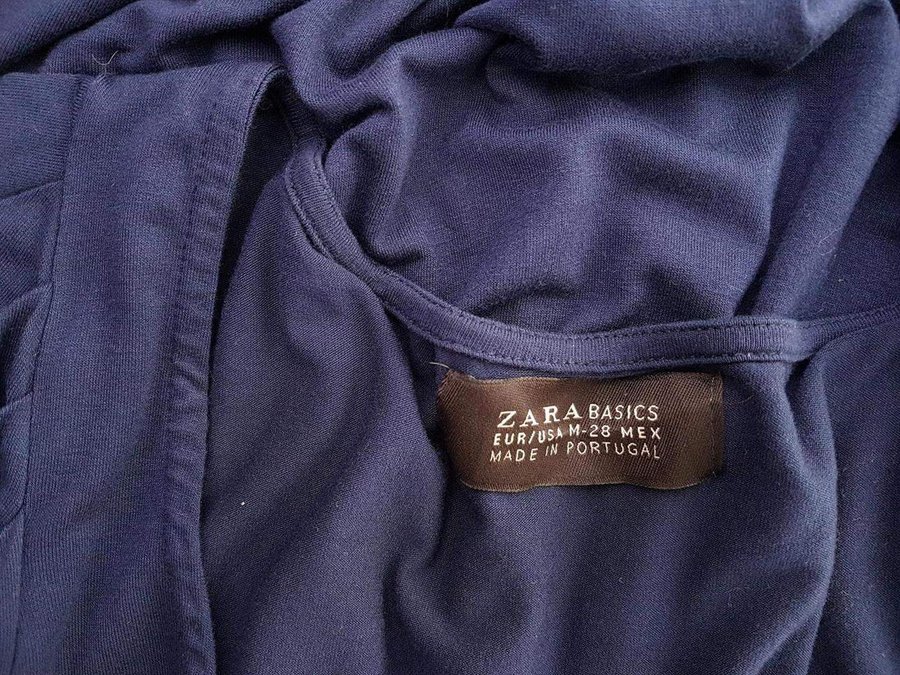 ZARA BASICS
EUR/USA M-28 MEX
MADE IN PORTUGAL